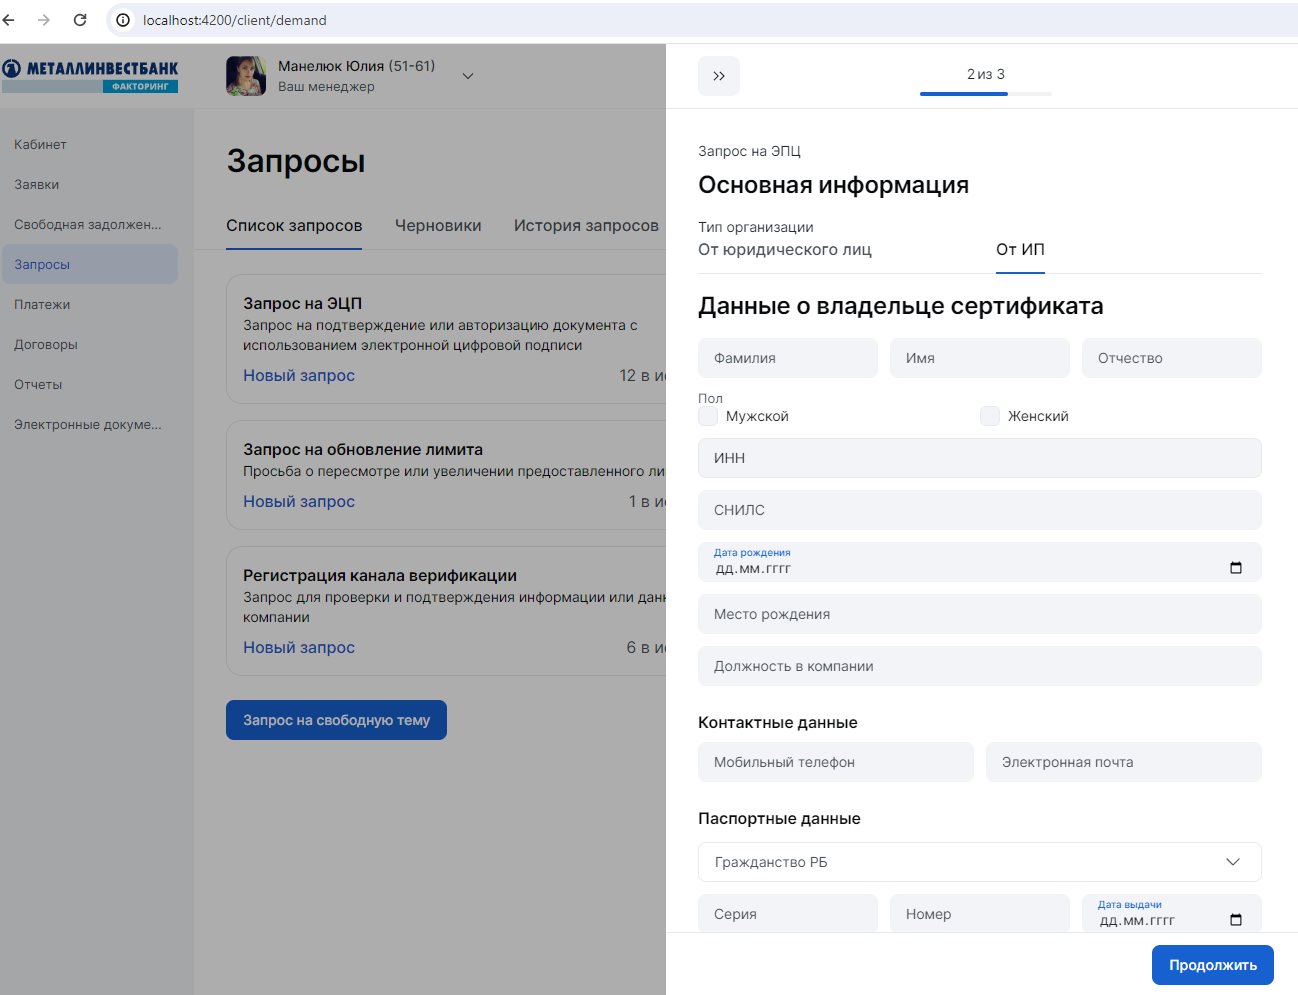 localhost:4200/client/demand
МЕТАЛЛИНВЕСТБАНК
ФАКТОРИНГ
Манелюк Юлия (51-61)
Ваш менеджер
Кабинет
Заявки
Свободная задолжен...
Запросы
Платежи
Договоры
Отчеты
Электронные докуме...
Запросы
Список запросов
Черновики
История запросов
Запрос на ЭЦП
Запрос на подтверждение или авторизацию документа с
использованием электронной цифровой подписи
Новый запрос
12 в и
Запрос на обновление лимита
Просьба о пересмотре или увеличении предоставленного ли
Новый запрос
1 в и
Регистрация канала верификации
Запрос для проверки и подтверждения информации или дан
компании
Новый запрос
6 в и
Запрос на свободную тему
2 из 3
Запрос на ЭПЦ
Основная информация
Тип организации
От юридического лиц
От ИП
Данные о владельце сертификата
Фамилия
Имя
Отчество
Пол
Мужской
Женский
ИНН
СНИЛС
Дата рождения
дд.мм.гггг
Место рождения
Должность в компании
Контактные данные
Мобильный телефон
Электронная почта
Паспортные данные
Гражданство РБ
Серия
Номер
Дата выдачи
дд.мм.гггг
Продолжить